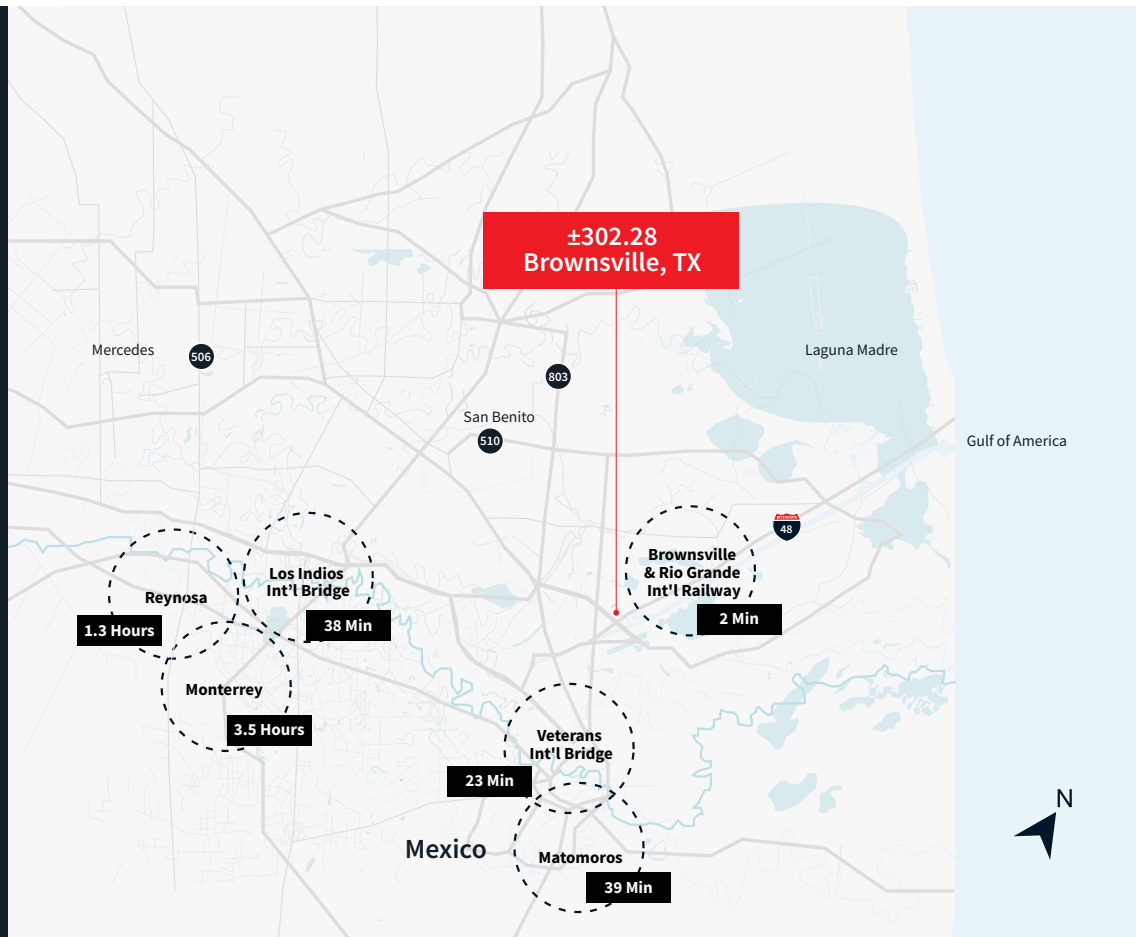 ±302.28
Brownsville, TX
Mercedes
506
Laguna Madre
803
San Benito
510
Gulf of America
48
Brownsville
& Rio Grande
Int'l Railway
2 Min
Los Indios
Int’l Bridge
38 Min
Reynosa
1.3 Hours
Monterrey
3.5 Hours
Veterans
Int'l Bridge
23 Min
Mexico
Matomoros
39 Min
N